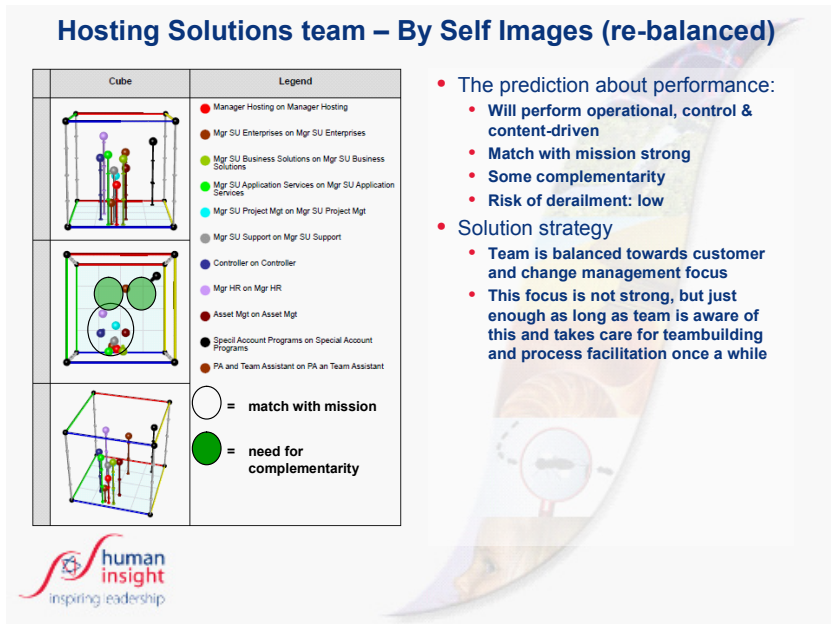 Hosting Solutions team – By Self Images (re-balanced)
Cube
Legend
Manager Hosting on Manager Hosting
Mgr SU Enterprises on Mgr SU Enterprises
Mgr SU Business Solutions on Mgr SU Business
Solutions
Mgr SU Application Services on Mgr SU Application
Services
Mgr SU Project Mgt on Mgr SU Project Mgt
Mgr SU Support on Mgr SU Support
Controller on Controller
Mgr HR on Mgr HR
Asset Mgt on Asset Mgt
Specil Account Programs on Special Account
Programs
PA and Team Assistant on PA an Team Assistant
= match with mission
= need for
complementarity
• The prediction about performance:
• Will perform operational, control &
content-driven
• Match with mission strong
• Some complementarity
• Risk of derailment: low
• Solution strategy
• Team is balanced towards customer
and change management focus
• This focus is not strong, but just
enough as long as team is aware of
this and takes care for teambuilding
and process facilitation once a while
human
insight
inspiring leadership